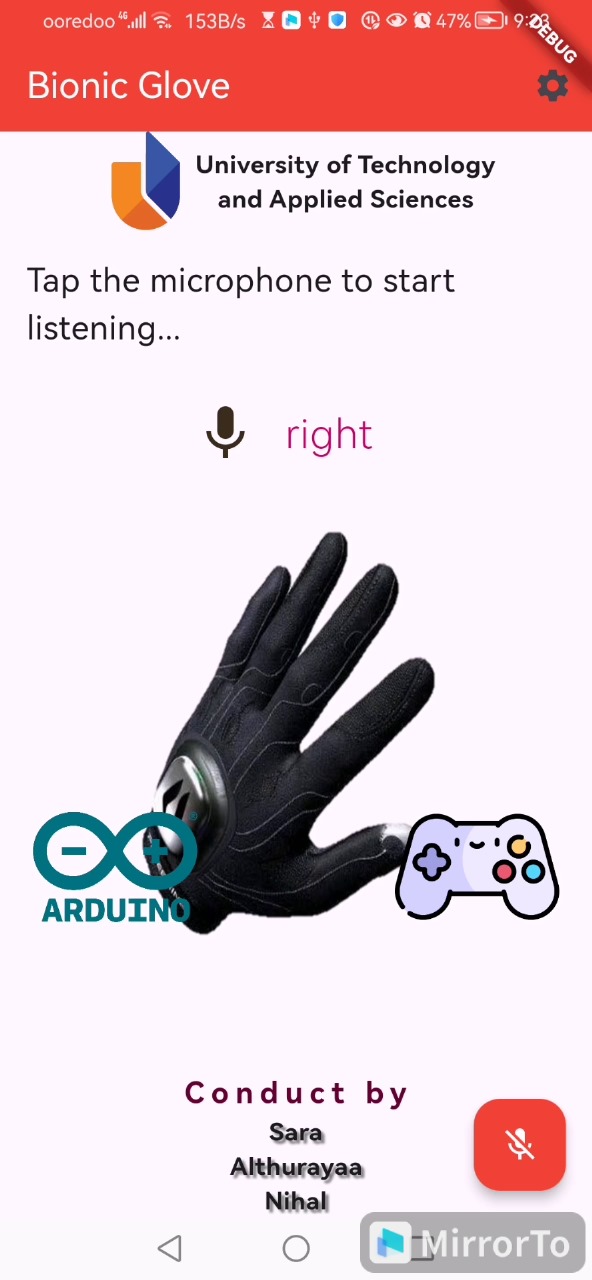 ooredoo 4G 153B/s 47% 9:
DEBUG
Bionic Glove
University of Technology
and Applied Sciences
Tap the microphone to start
listening...
right
ARDUINO
Conduct by
Sara
Althurayaa
Nihal
MirrorTo